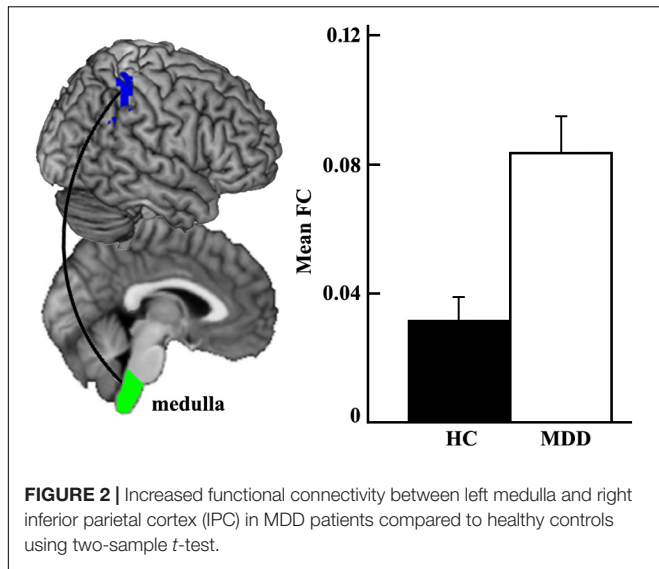 medulla
0.12
0.08
0.04
0
Mean FC
HC MDD
FIGURE 2 | Increased functional connectivity between left medulla and right
inferior parietal cortex (IPC) in MDD patients compared to healthy controls
using two-sample t-test.